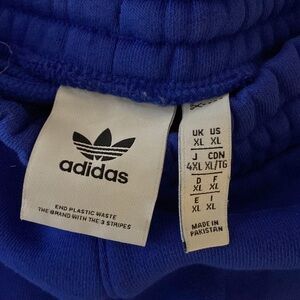 adidas
END PLASTIC WASTE
THE BRAND WITH THE 3 STRIPES
UK US
XL XL
J CDN
4XL XL/TG
D F
XL XL
E I
XL XL
MADE IN
PAKISTAN